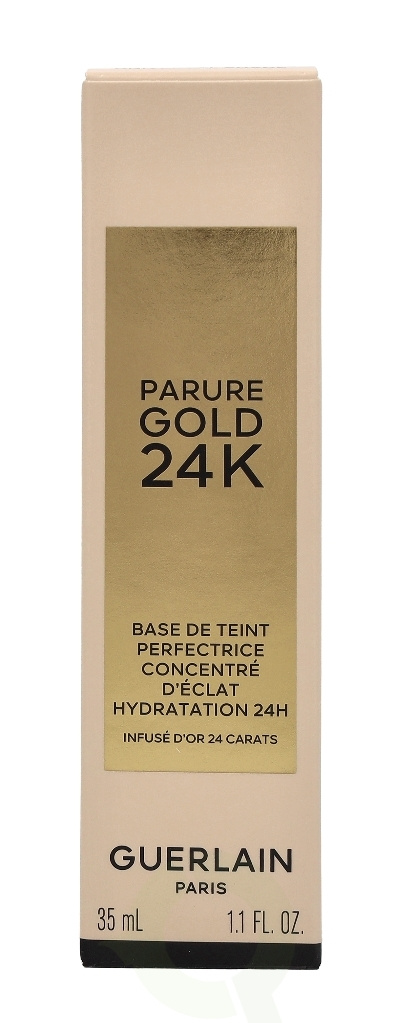 PARURE
GOLD
24K
BASE DE TEINT
PERFECTRICE
CONCENTRÉ
D'ÉCLAT
HYDRATATION 24H
INFUSÉ D'OR 24 CARATS
GUERLAIN
PARIS
35 mL 1.1 FL. OZ.